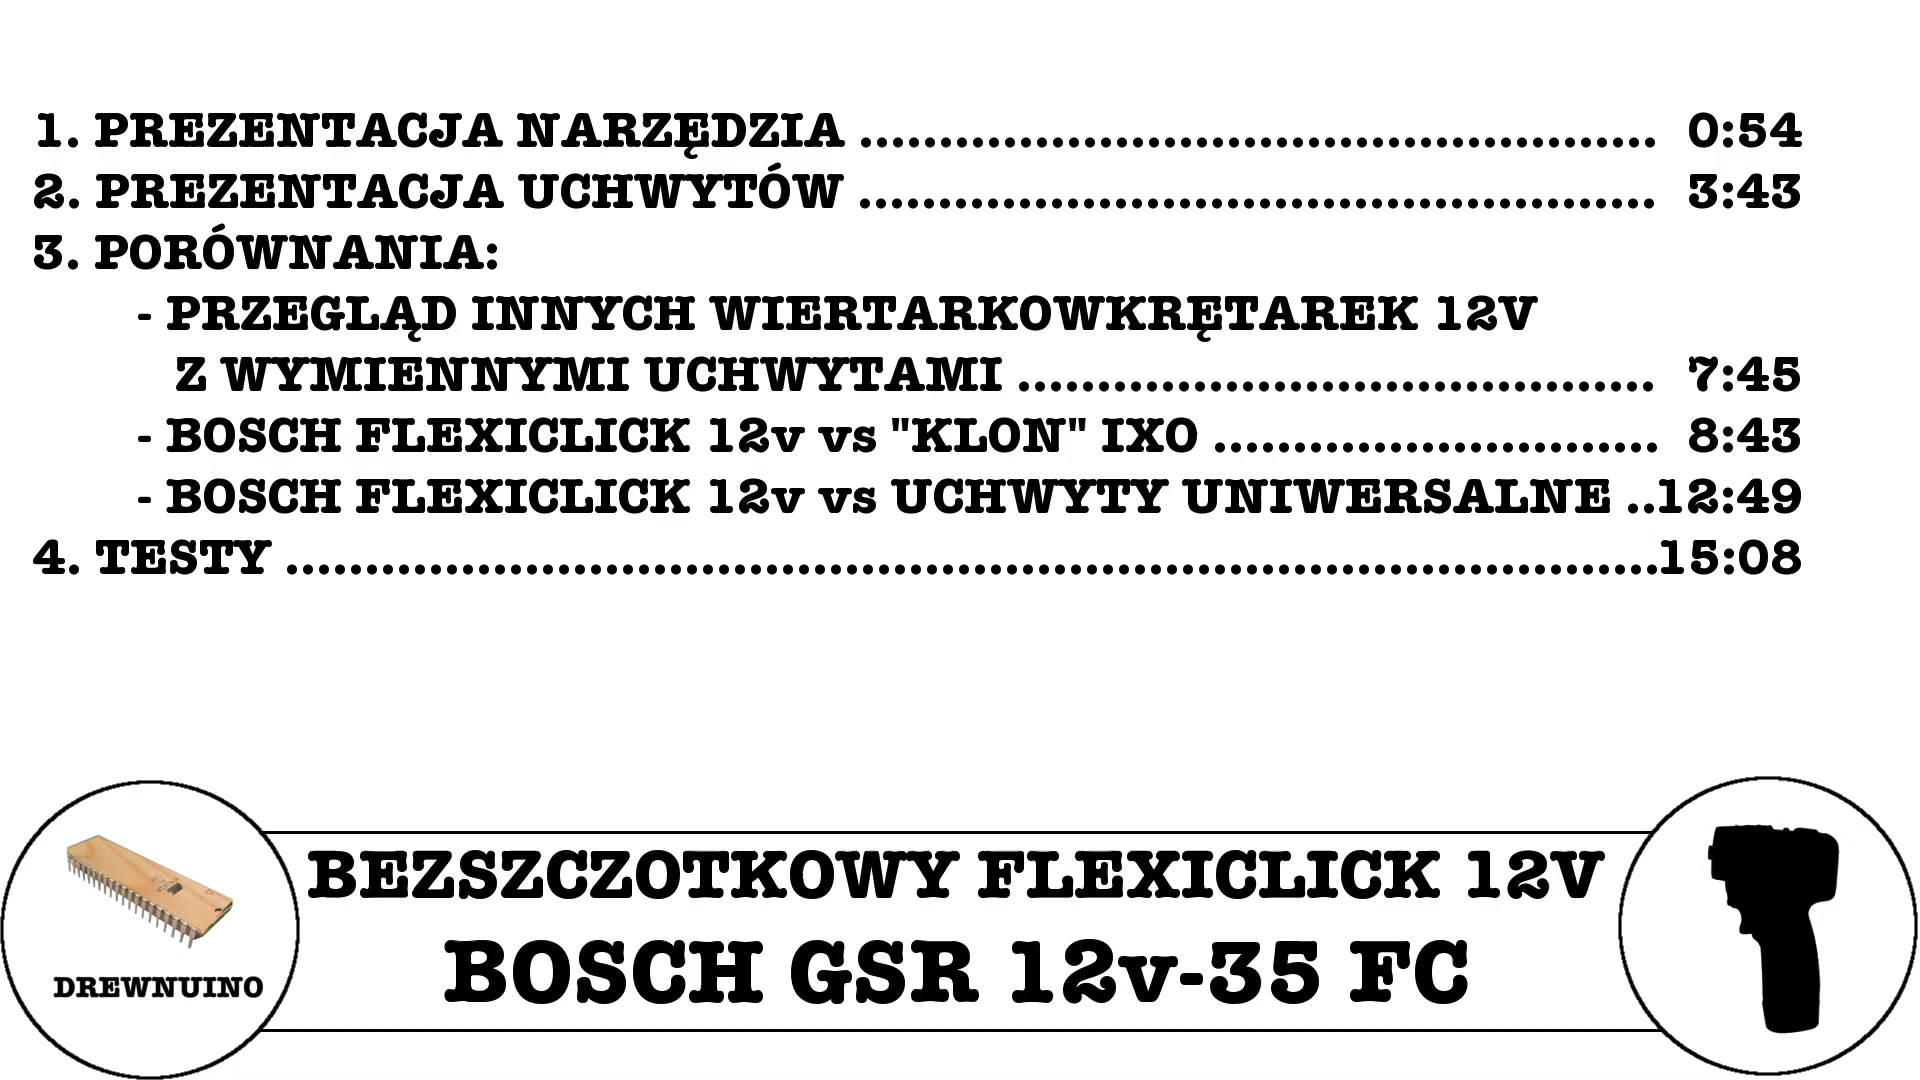 1. PREZENTACJA NARZĘDZIA .................................................. 0:54
2. PREZENTACJA UCHWYTÓW .................................................. 3:43
3. PORÓWNANIA:
- PRZEGLĄD INNYCH WIERTARKOWKRĘTAREK 12V
Z WYMIENNYMI UCHWYTAMI ........................................ 7:45
- BOSCH FLEXICLICK 12v vs "KLON" IXO ............................ 8:43
- BOSCH FLEXICLICK 12v vs UCHWYTY UNIWERSALNE ..12:49
4. TESTY ......................................................................................15:08
BEZSZCZOTKOWY FLEXICLICK 12V
BOSCH GSR 12v-35 FC
DREWNUINO